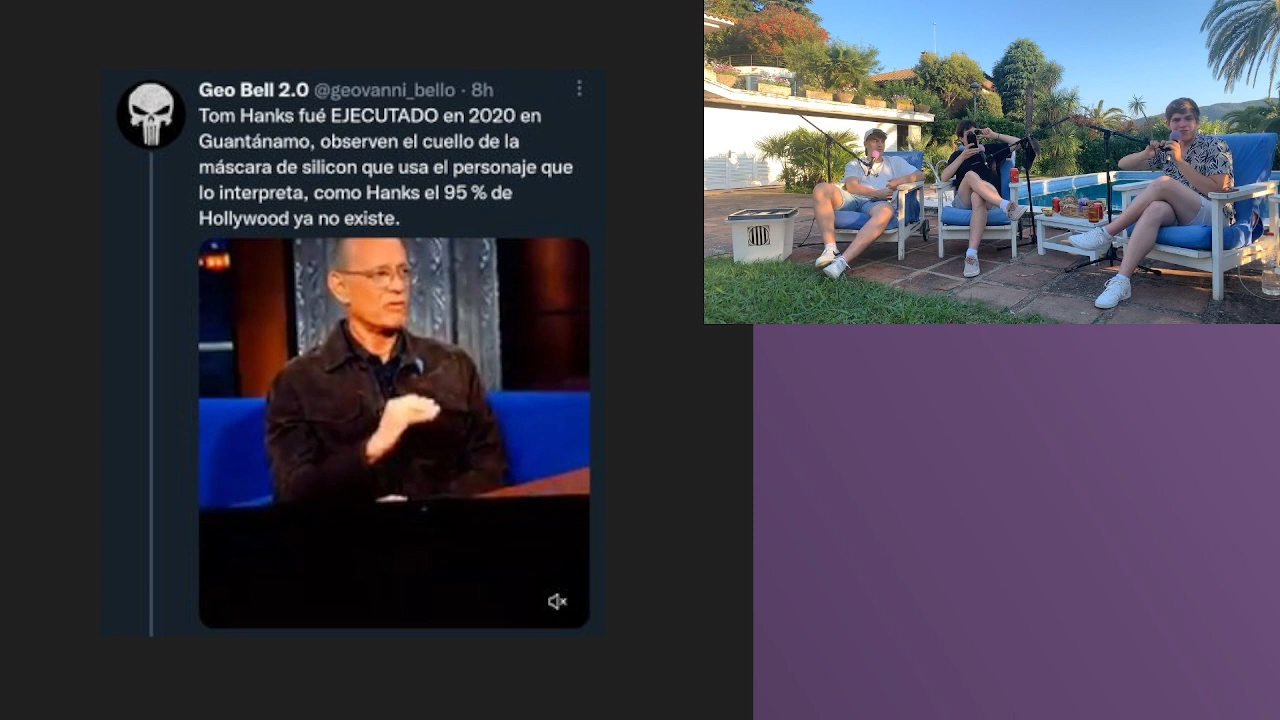 Geo Bell 2.0 @geovanni_bello · 8h
Tom Hanks fué EJECUTADO en 2020 en
Guantánamo, observen el cuello de la
máscara de silicon que usa el personaje que
lo interpreta, como Hanks el 95 % de
Hollywood ya no existe.